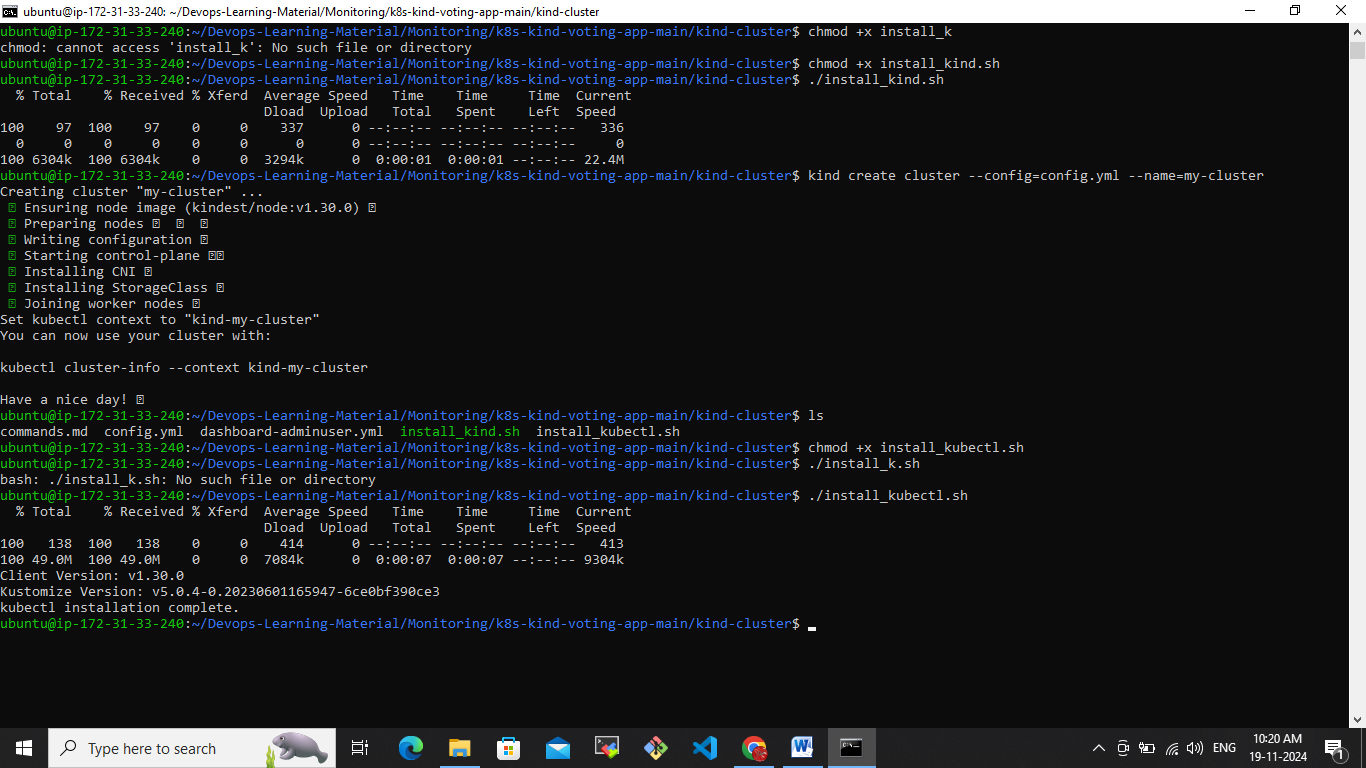 ubuntu@ip-172-31-33-240: ~/Devops-Learning-Material/Monitoring/k8s-kind-voting-app-main/kind-cluster
ubuntu@ip-172-31-33-240:~/Devops-Learning-Material/Monitoring/k8s-kind-voting-app-main/kind-cluster$ chmod +x install_k
chmod: cannot access 'install_k': No such file or directory
ubuntu@ip-172-31-33-240:~/Devops-Learning-Material/Monitoring/k8s-kind-voting-app-main/kind-cluster$ chmod +x install_kind.sh
ubuntu@ip-172-31-33-240:~/Devops-Learning-Material/Monitoring/k8s-kind-voting-app-main/kind-cluster$ ./install_kind.sh
  % Total    % Received % Xferd  Average Speed   Time    Time     Time  Current
                                 Dload  Upload   Total   Spent    Left  Speed
100    97  100    97    0     0    337      0 --:--:-- --:--:-- --:--:--   336
  0     0    0     0    0     0      0      0 --:--:-- --:--:-- --:--:--     0
100 6304k  100 6304k    0     0  3294k      0  0:00:01  0:00:01 --:--:-- 22.4M
ubuntu@ip-172-31-33-240:~/Devops-Learning-Material/Monitoring/k8s-kind-voting-app-main/kind-cluster$ kind create cluster --config=config.yml --name=my-cluster
Creating cluster "my-cluster" ...
Ensuring node image (kindest/node:v1.30.0)
Preparing nodes
Writing configuration
Starting control-plane
Installing CNI
Installing StorageClass
Joining worker nodes
Set kubectl context to "kind-my-cluster"
You can now use your cluster with:
kubectl cluster-info --context kind-my-cluster
Have a nice day!
ubuntu@ip-172-31-33-240:~/Devops-Learning-Material/Monitoring/k8s-kind-voting-app-main/kind-cluster$ ls
commands.md  config.yml  dashboard-adminuser.yml  install_kind.sh  install_kubectl.sh
ubuntu@ip-172-31-33-240:~/Devops-Learning-Material/Monitoring/k8s-kind-voting-app-main/kind-cluster$ chmod +x install_kubectl.sh
ubuntu@ip-172-31-33-240:~/Devops-Learning-Material/Monitoring/k8s-kind-voting-app-main/kind-cluster$ ./install_k.sh
bash: ./install_k.sh: No such file or directory
ubuntu@ip-172-31-33-240:~/Devops-Learning-Material/Monitoring/k8s-kind-voting-app-main/kind-cluster$ ./install_kubectl.sh
  % Total    % Received % Xferd  Average Speed   Time    Time     Time  Current
                                 Dload  Upload   Total   Spent    Left  Speed
100   138  100   138    0     0    414      0 --:--:-- --:--:-- --:--:--   413
100 49.0M  100 49.0M    0     0  7084k      0  0:00:07  0:00:07 --:--:-- 9304k
Client Version: v1.30.0
Kustomize Version: v5.0.4-0.20230601165947-6ce0bf390ce3
kubectl installation complete.
ubuntu@ip-172-31-33-240:~/Devops-Learning-Material/Monitoring/k8s-kind-voting-app-main/kind-cluster$
Type here to search
ENG
10:20 AM
19-11-2024
1